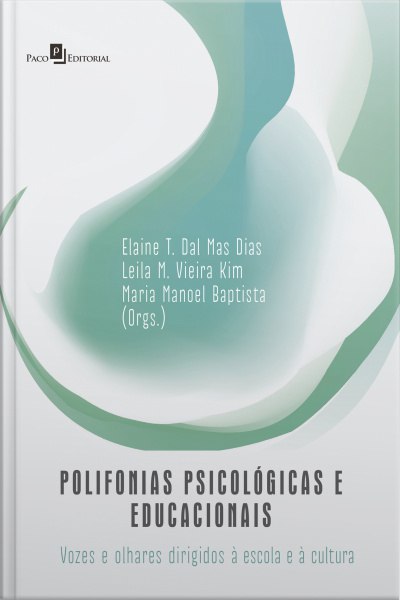 PACO EDITORIAL
Elaine T. Dal Mas Dias
Leila M. Vieira Kim
Maria Manoel Baptista
(Orgs.)
POLIFONIAS PSICOLÓGICAS E
EDUCACIONAIS
Vozes e olhares dirigidos à escola e à cultura